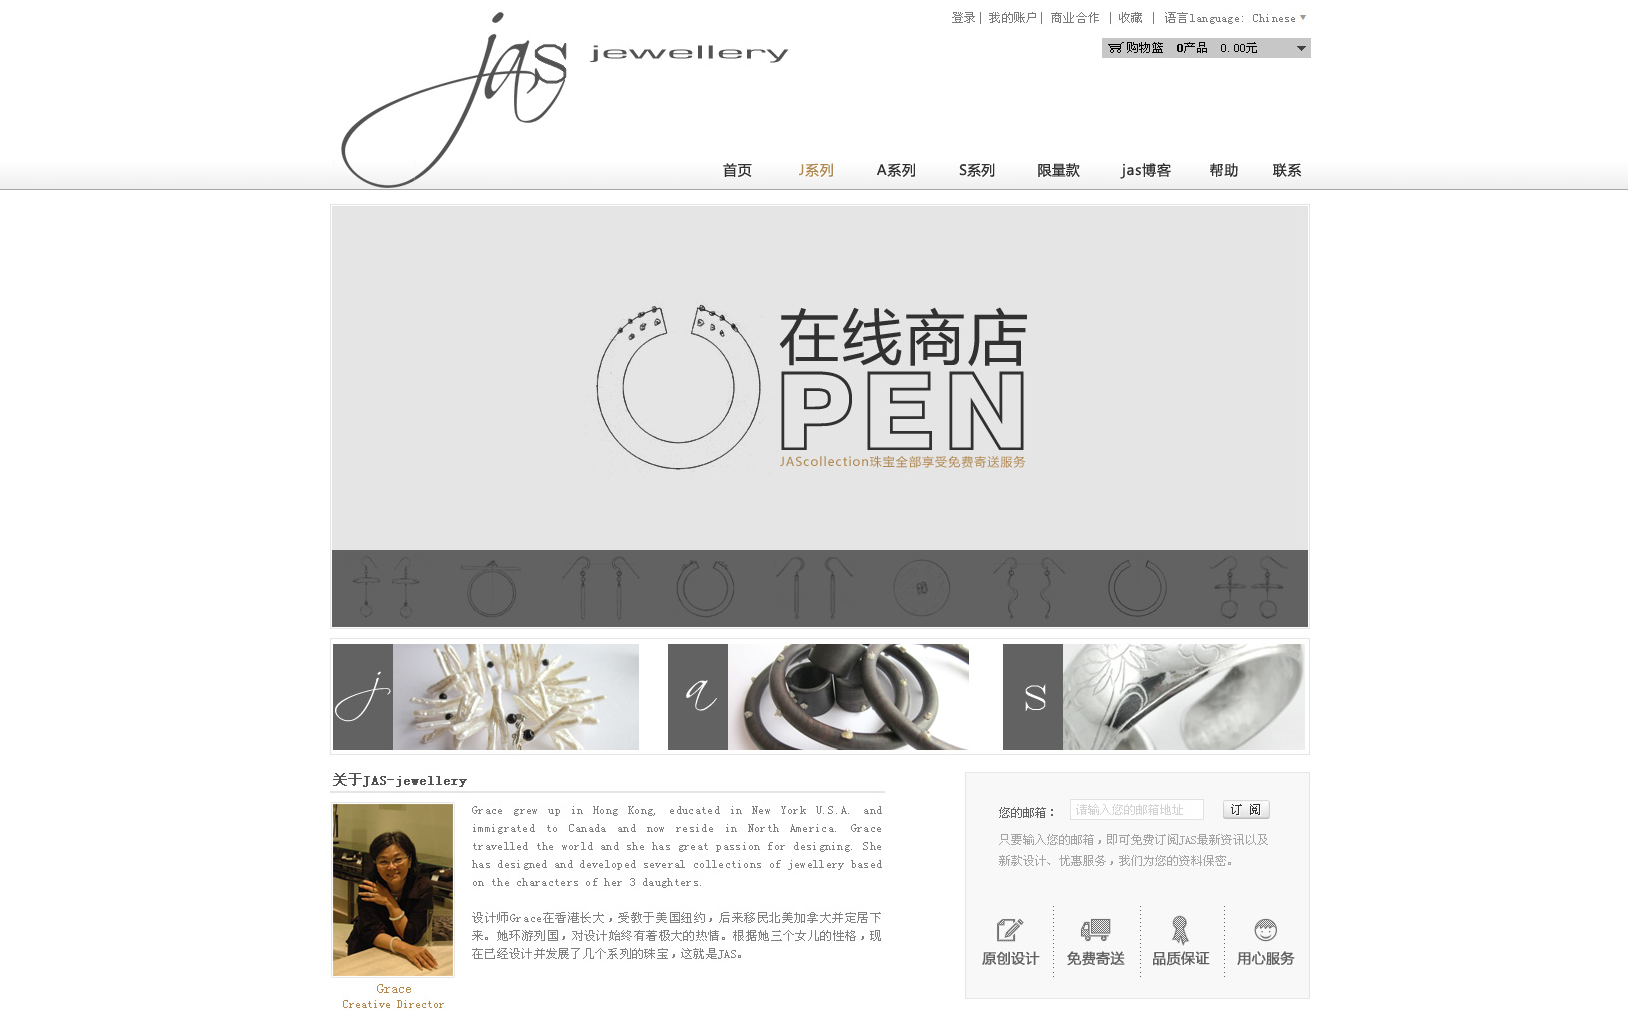 jas jewellery
登录 | 我的账户 | 商业合作 | 收藏 | 语言language: Chinese
购物篮 0产品 0.00元
首页 J系列 A系列 S系列 限量款 jas博客 帮助 联系
在线商店
PEN
JAScollection珠宝全部享受免费寄送服务
j a s
关于JAS-jewellery
Grace grew up in Hong Kong, educated in New York U.S.A. and
immigrated to Canada and now reside in North America. Grace
travelled the world and she has great passion for designing. She
has designed and developed several collections of jewellery based
on the characters of her 3 daughters.
设计师Grace在香港长大，受教于美国纽约，后来移民北美加拿大并定居下
来。她环游列国，对设计始终有着极大的热情。根据她三个女儿的性格，现
在已经设计并发展了几个系列的珠宝，这就是JAS。
Grace
Creative Director
您的邮箱： 请输入您的邮箱地址 订 阅
只要输入您的邮箱，即可免费订阅JAS最新资讯以及
新款设计、优惠服务，我们为您的资料保密。
原创设计 免费寄送 品质保证 用心服务